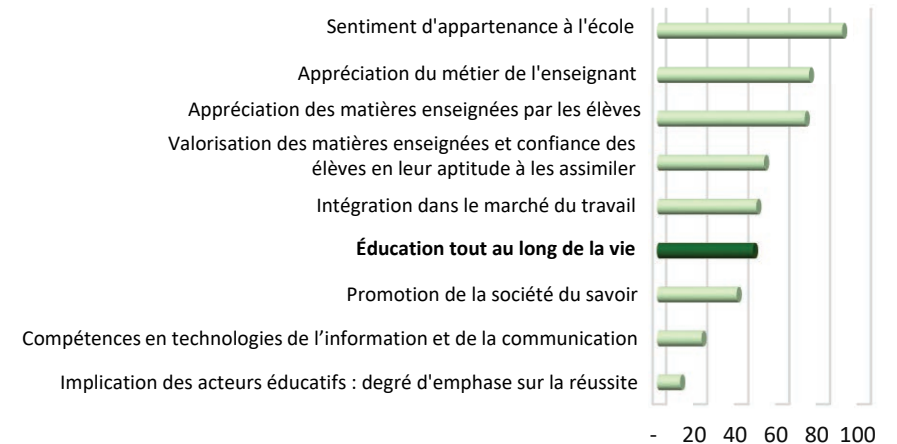 Sentiment d'appartenance à l'école
Appréciation du métier de l'enseignant
Appréciation des matières enseignées par les élèves
Valorisation des matières enseignées et confiance des
élèves en leur aptitude à les assimiler
Intégration dans le marché du travail
Éducation tout au long de la vie
Promotion de la société du savoir
Compétences en technologies de l’information et de la communication
Implication des acteurs éducatifs : degré d'emphase sur la réussite
- 20 40 60 80 100